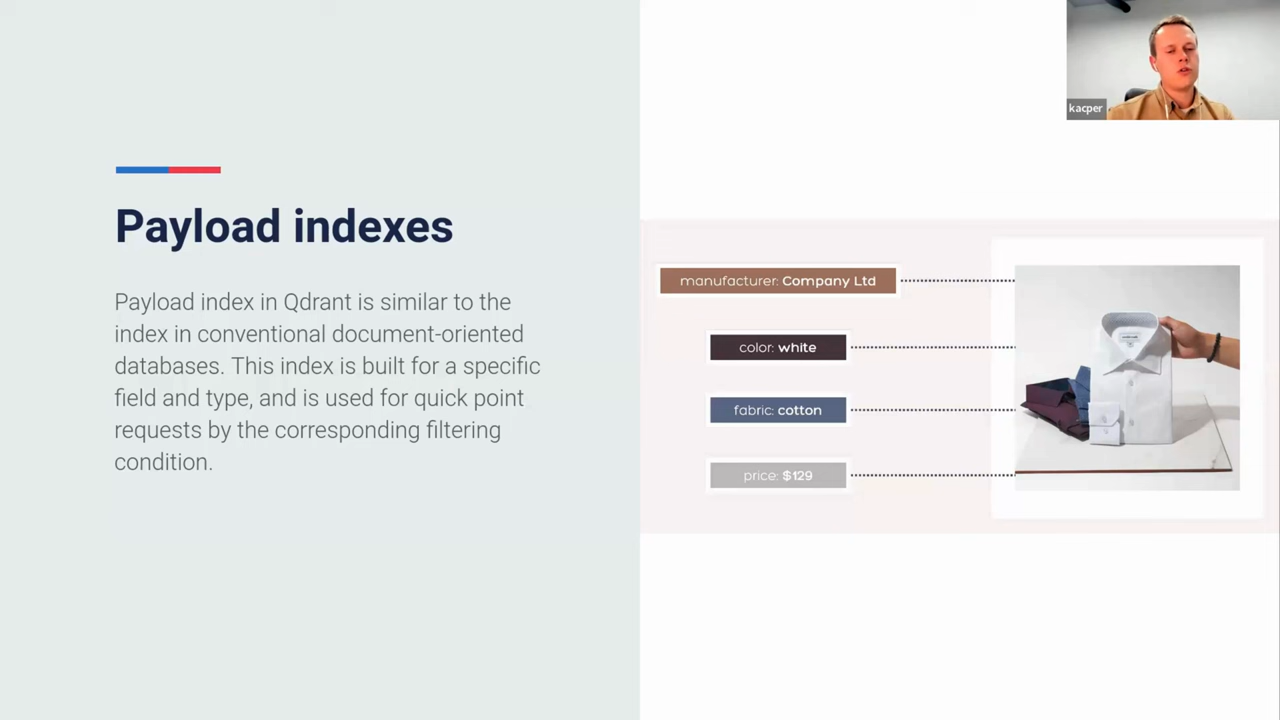 kacper
Payload indexes
Payload index in Qdrant is similar to the
index in conventional document-oriented
databases. This index is built for a specific
field and type, and is used for quick point
requests by the corresponding filtering
condition.
manufacturer: Company Ltd
color: white
fabric: cotton
price: $129